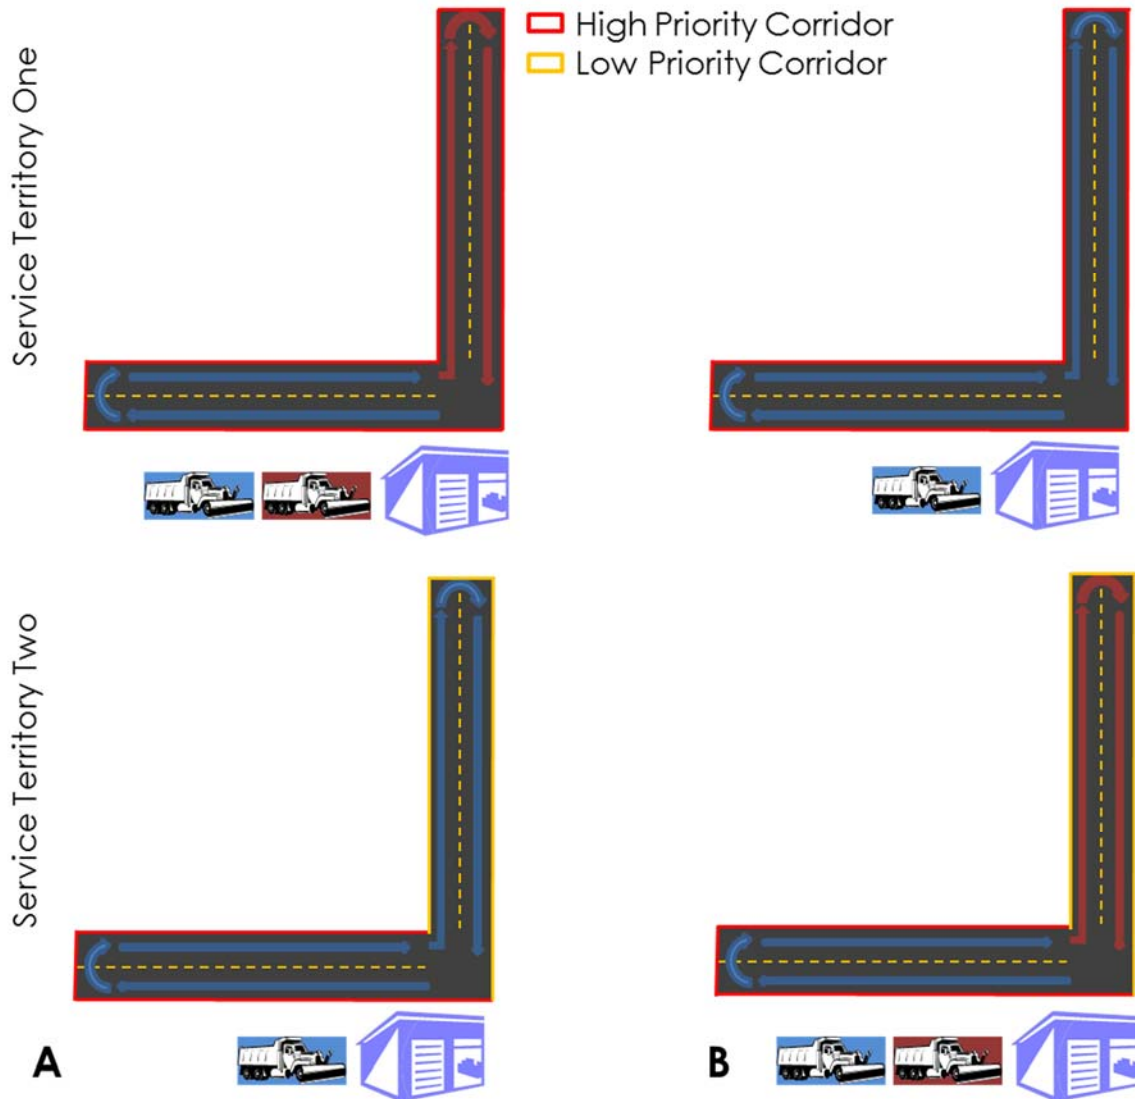 High Priority Corridor
Low Priority Corridor
Service Territory One
Service Territory Two
A
B